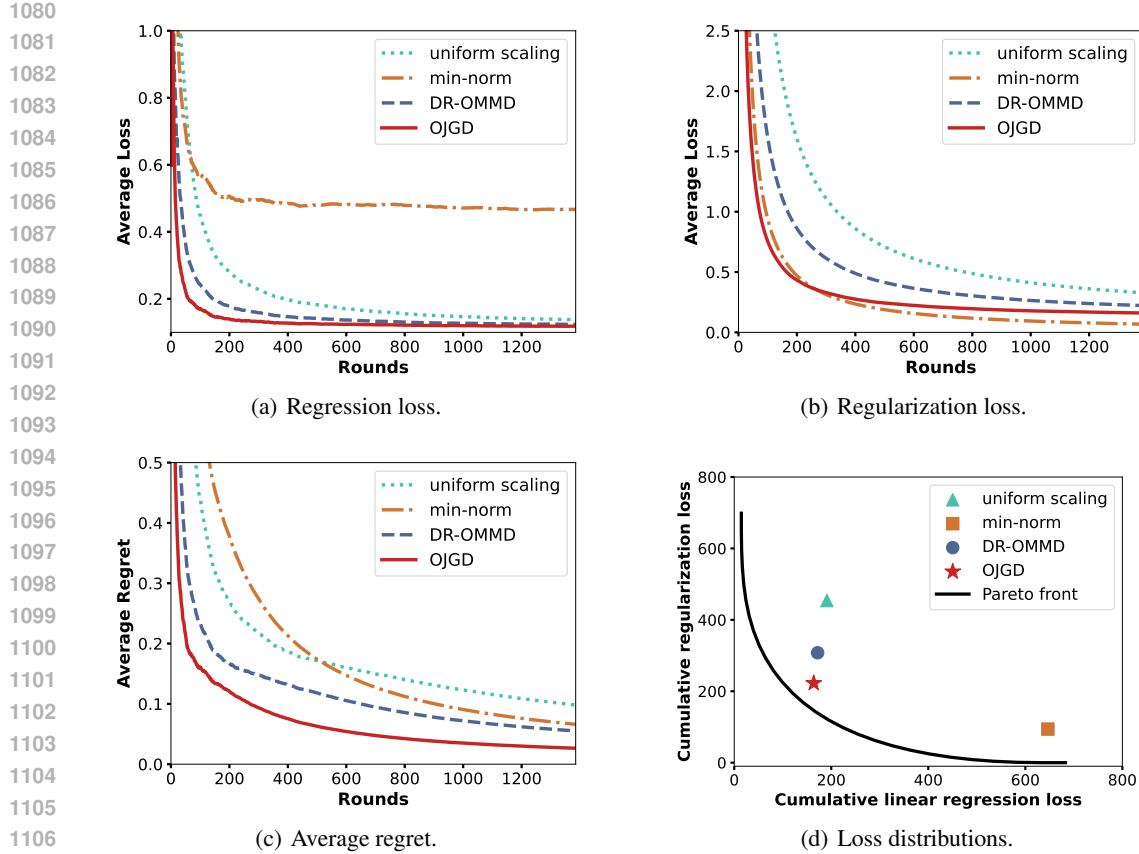 1080
1081
1082
1083
1084
1085
1086
1087
1088
1089
1090
1091
1092
1093
1094
1095
1096
1097
1098
1099
1100
1101
1102
1103
1104
1105
1106
1.0
0.8
0.6
0.4
0.2
Average Loss
0 200 400 600 800 1000 1200
Rounds
uniform scaling
min-norm
DR-OMMD
OJGD
(a) Regression loss.
2.5
2.0
1.5
1.0
0.5
0.0
Average Loss
0 200 400 600 800 1000 1200
Rounds
uniform scaling
min-norm
DR-OMMD
OJGD
(b) Regularization loss.
0.5
0.4
0.3
0.2
0.1
0.0
Average Regret
0 200 400 600 800 1000 1200
Rounds
uniform scaling
min-norm
DR-OMMD
OJGD
(c) Average regret.
800
600
400
200
0
Cumulative regularization loss
0 200 400 600 800
Cumulative linear regression loss
uniform scaling
min-norm
DR-OMMD
OJGD
Pareto front
(d) Loss distributions.